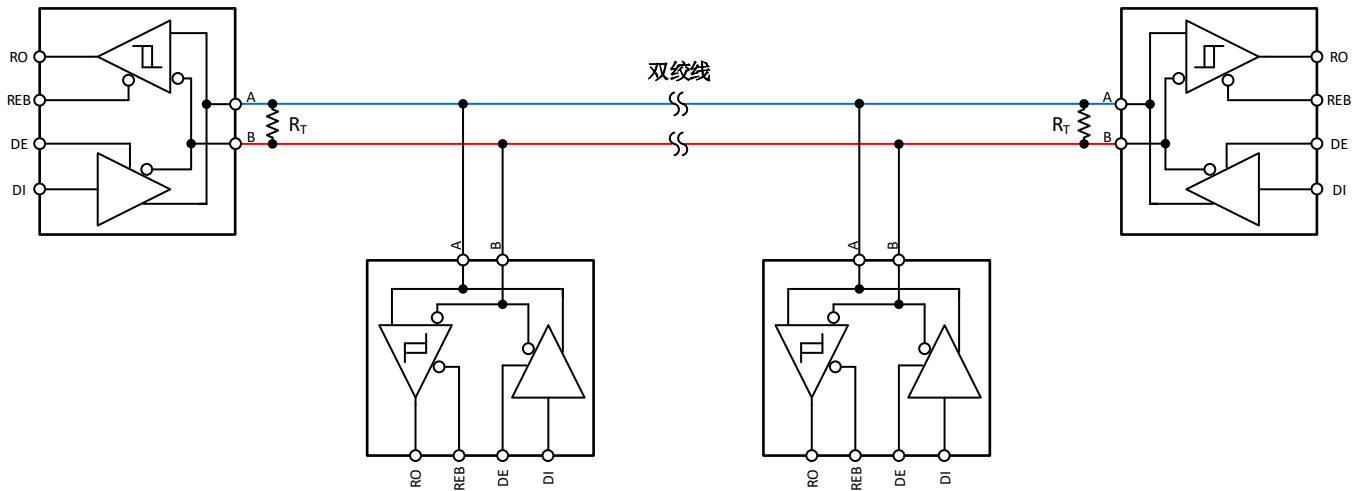 双绞线
RO
REB
DE
DI
A
B
R_T
R_T
A
B
RO
REB
DE
DI
A
B
RO
REB
DE
DI
A
B
RO
REB
DE
DI